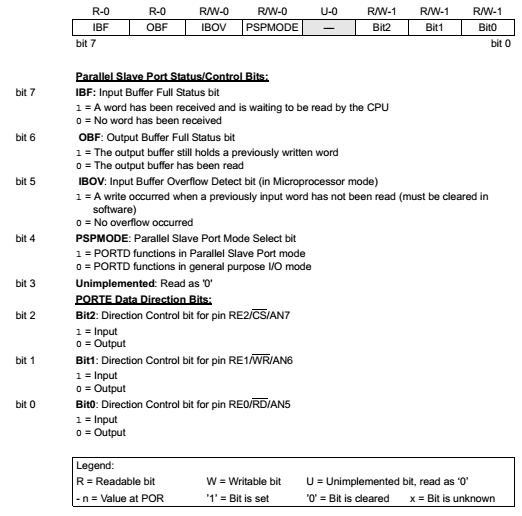 R-0 R-0 R/W-0 R/W-0 U-0 R/W-1 R/W-1 R/W-1
IBF OBF IBOV PSPMODE — Bit2 Bit1 Bit0
bit 7 bit 0
Parallel Slave Port Status/Control Bits:
bit 7 IBF: Input Buffer Full Status bit
1 = A word has been received and is waiting to be read by the CPU
0 = No word has been received
bit 6 OBF: Output Buffer Full Status bit
1 = The output buffer still holds a previously written word
0 = The output buffer has been read
bit 5 IBOV: Input Buffer Overflow Detect bit (in Microprocessor mode)
1 = A write occurred when a previously input word has not been read (must be cleared in
software)
0 = No overflow occurred
bit 4 PSPMODE: Parallel Slave Port Mode Select bit
1 = PORTD functions in Parallel Slave Port mode
0 = PORTD functions in general purpose I/O mode
bit 3 Unimplemented: Read as '0'
PORTE Data Direction Bits:
bit 2 Bit2: Direction Control bit for pin RE2/C̅S̅/AN7
1 = Input
0 = Output
bit 1 Bit1: Direction Control bit for pin RE1/W̅R̅/AN6
1 = Input
0 = Output
bit 0 Bit0: Direction Control bit for pin RE0/R̅D̅/AN5
1 = Input
0 = Output
Legend:
R = Readable bit W = Writable bit U = Unimplemented bit, read as '0'
- n = Value at POR '1' = Bit is set '0' = Bit is cleared x = Bit is unknown